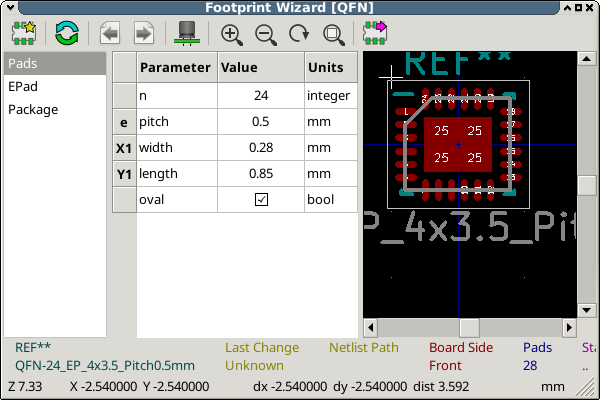 Footprint Wizard [QFN]
Pads
EPad
Package
Parameter Value Units
n 24 integer
e pitch 0.5 mm
X1 width 0.28 mm
Y1 length 0.85 mm
oval bool
REF**
25 25
25 25
P_4x3.5_Pit
REF** Last Change Netlist Path Board Side Pads Sta
QFN-24_EP_4x3.5_Pitch0.5mm Unknown Front 28 ..
Z 7.33 X -2.540000 Y -2.540000 dx -2.540000 dy -2.540000 dist 3.592 mm